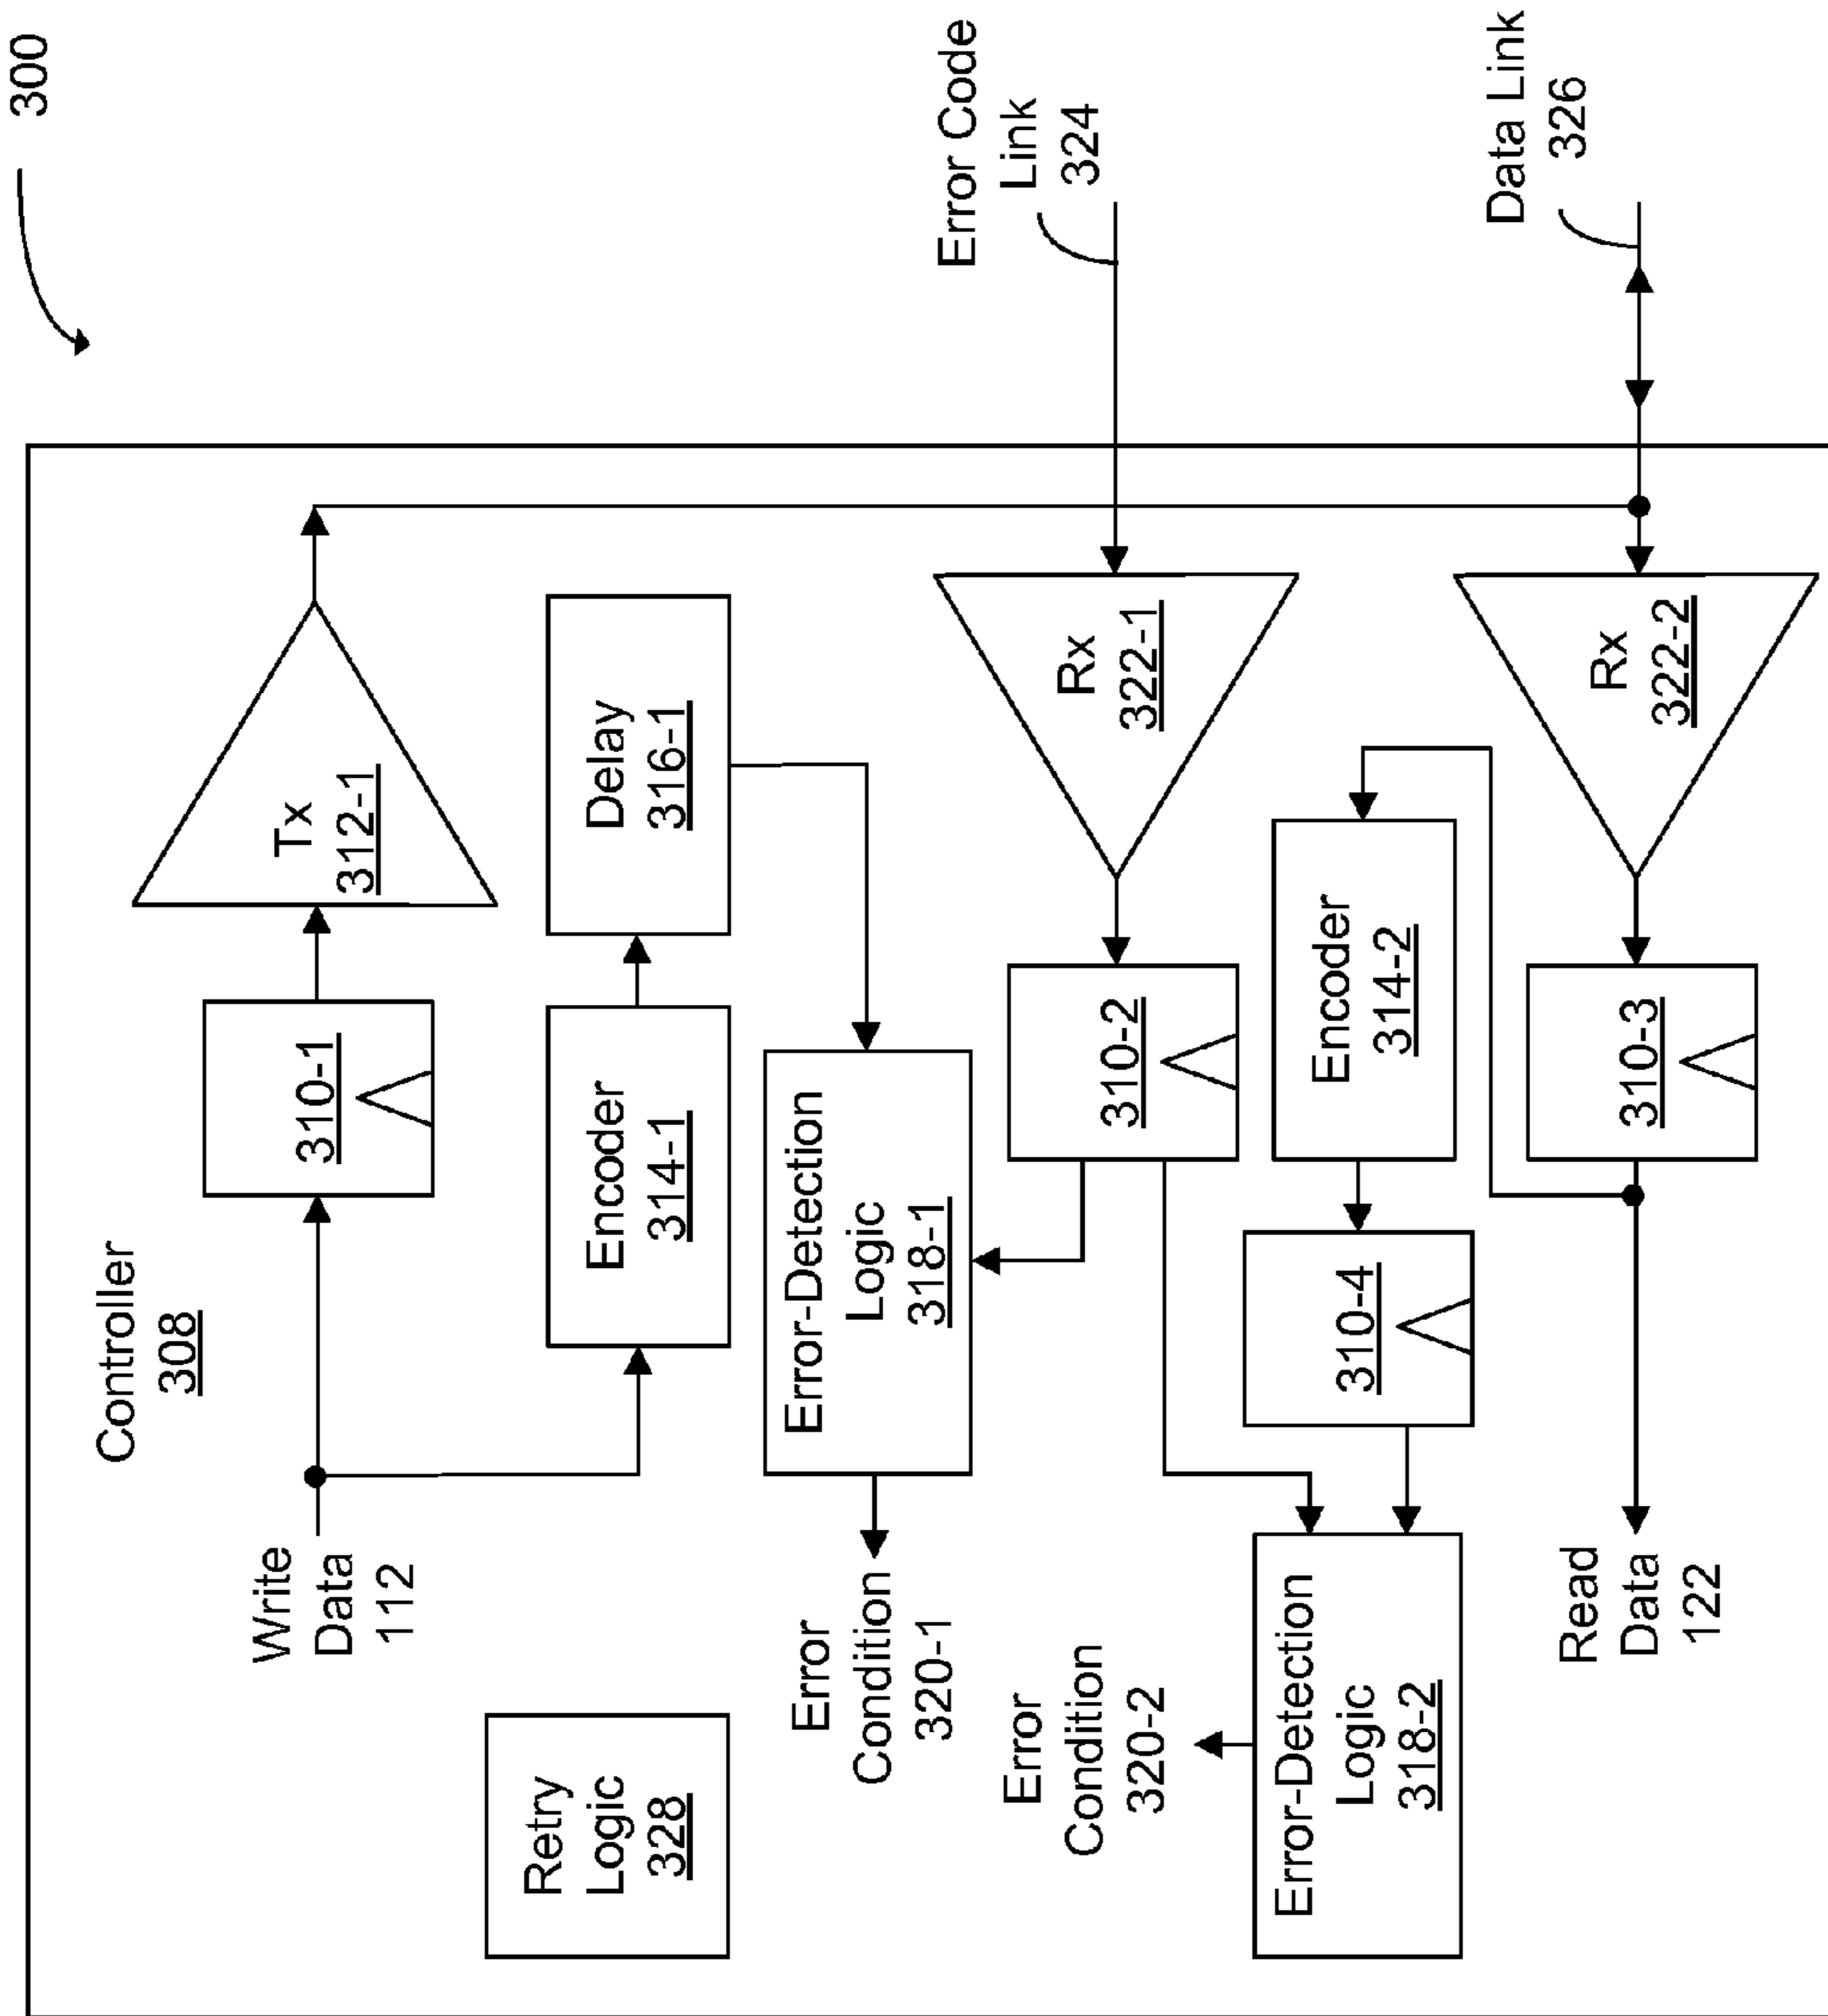 300
Controller
308
Write
Data
112
310-1
Tx
312-1
Retry
Logic
328
Encoder
314-1
Delay
316-1
Error
Condition
320-1
Error-Detection
Logic
318-1
Error Code
Link
324
Rx
322-1
310-2
Error
Condition
320-2
Error-Detection
Logic
318-2
310-4
Encoder
314-2
Read
Data
122
310-3
Rx
322-2
Data Link
326